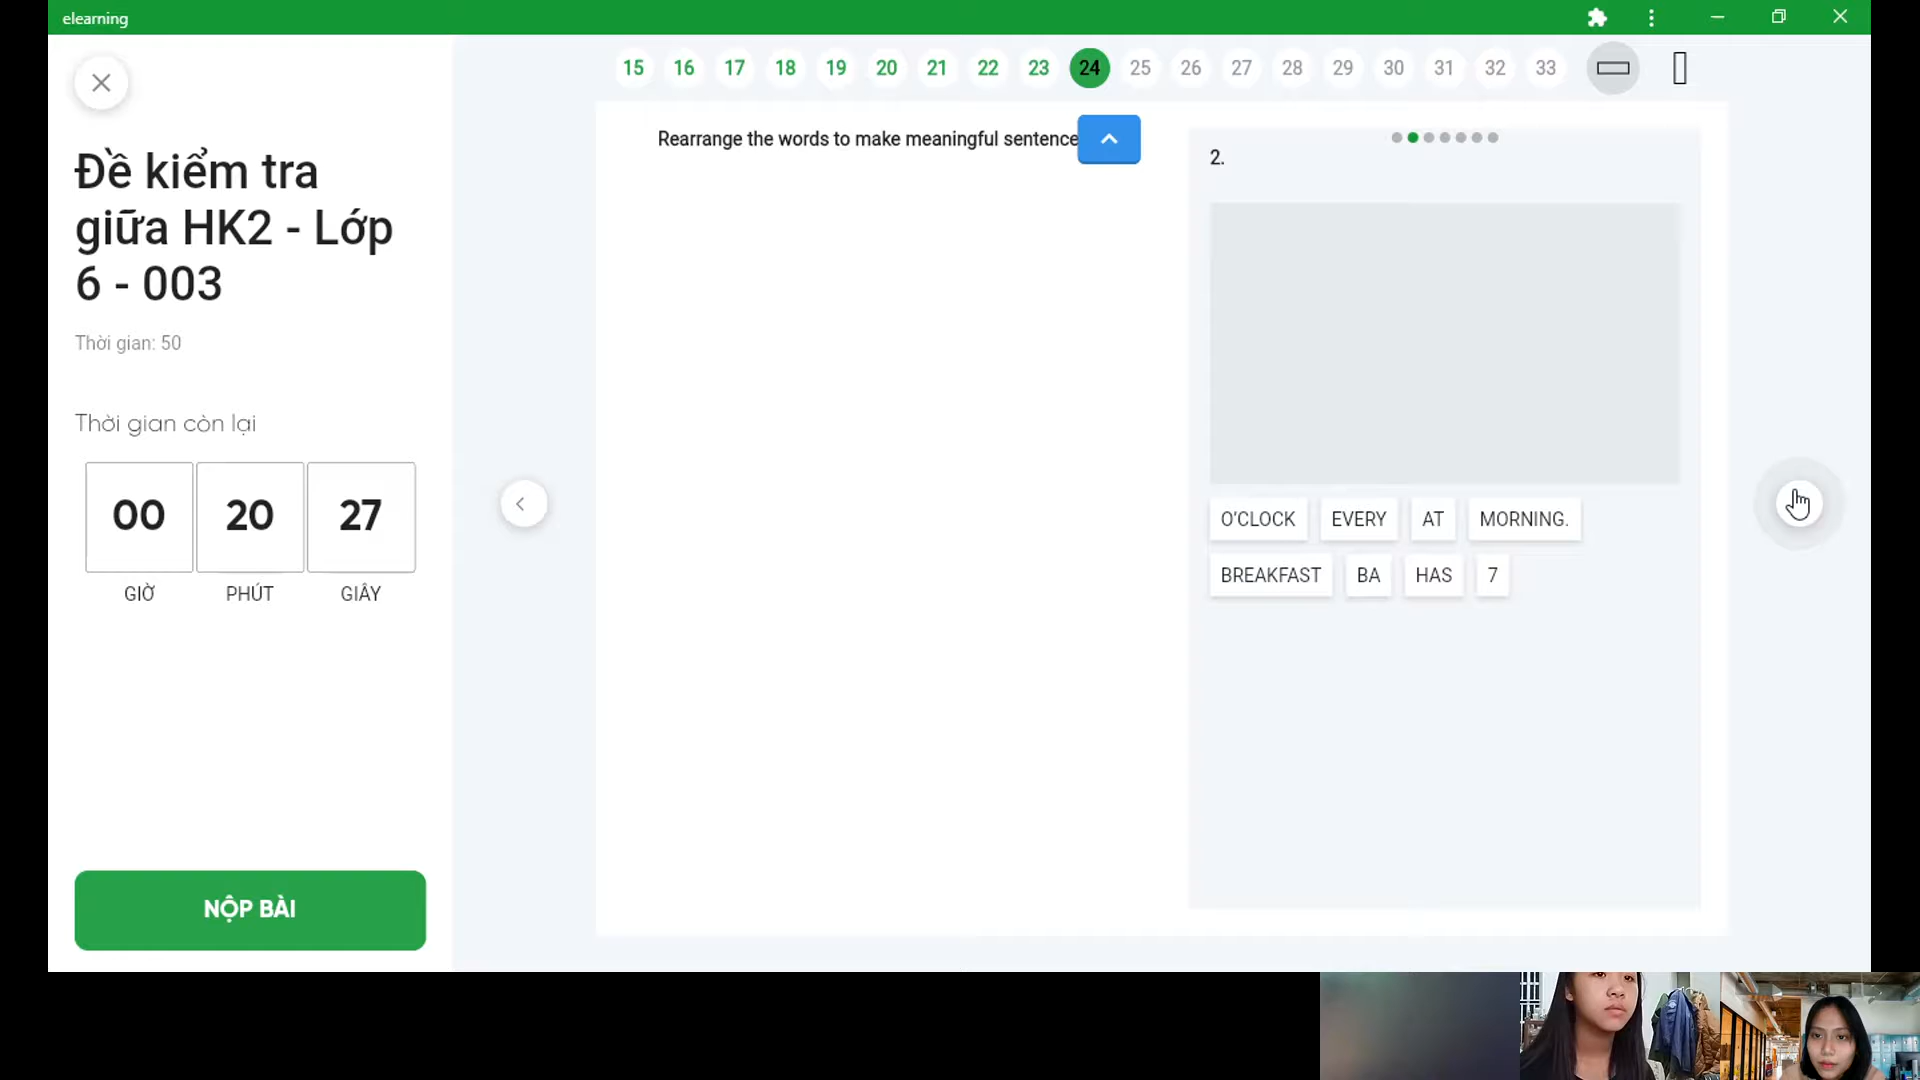 elearning
15 16 17 18 19 20 21 22 23 24 25 26 27 28 29 30 31 32 33
Đề kiểm tra
giữa HK2 - Lớp
6 - 003
Thời gian: 50
Thời gian còn lại
00 20 27
GIỜ PHÚT GIÂY
NỘP BÀI
Rearrange the words to make meaningful sentence
2.
O'CLOCK EVERY AT MORNING.
BREAKFAST BA HAS 7